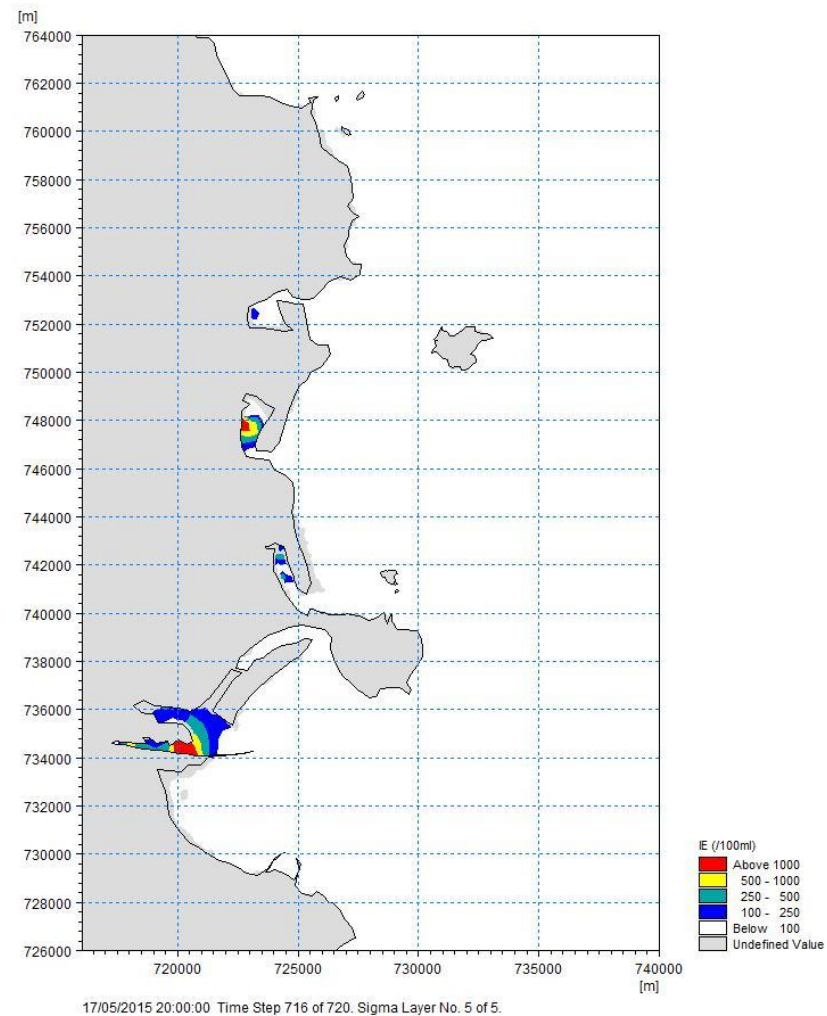 [m]
764000
762000
760000
758000
756000
754000
752000
750000
748000
746000
744000
742000
740000
738000
736000
734000
732000
730000
728000
726000
720000 725000 730000 735000 740000
[m]
IE (/100ml)
Above 1000
500 - 1000
250 - 500
100 - 250
Below 100
Undefined Value
17/05/2015 20:00:00 Time Step 716 of 720. Sigma Layer No. 5 of 5.